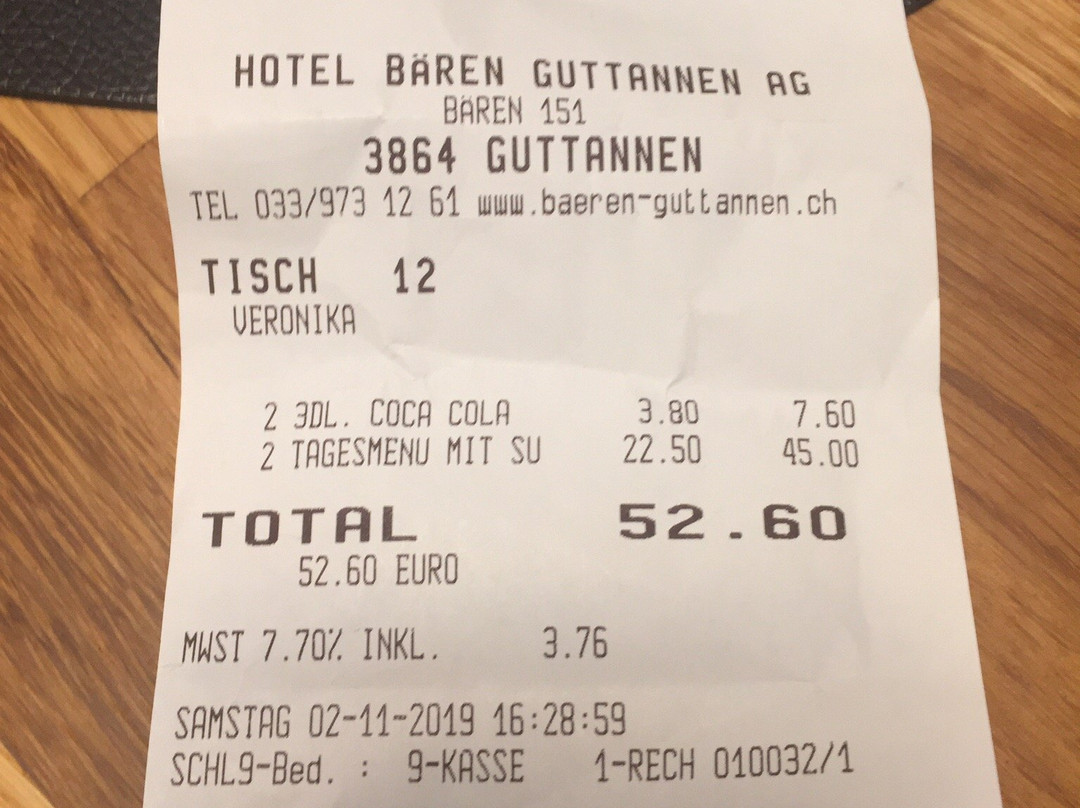 HOTEL BÄREN GUTTANNEN AG
BÄREN 151
3864 GUTTANNEN
TEL 033/973 12 61 www.baeren-guttannen.ch
TISCH 12
VERONIKA
2 3DL. COCA COLA 3.80 7.60
2 TAGESMENU MIT SU 22.50 45.00
TOTAL 52.60
52.60 EURO
MWST 7.70% INKL. 3.76
SAMSTAG 02-11-2019 16:28:59
SCHL9-Bed. : 9-KASSE 1-RECH 010032/1